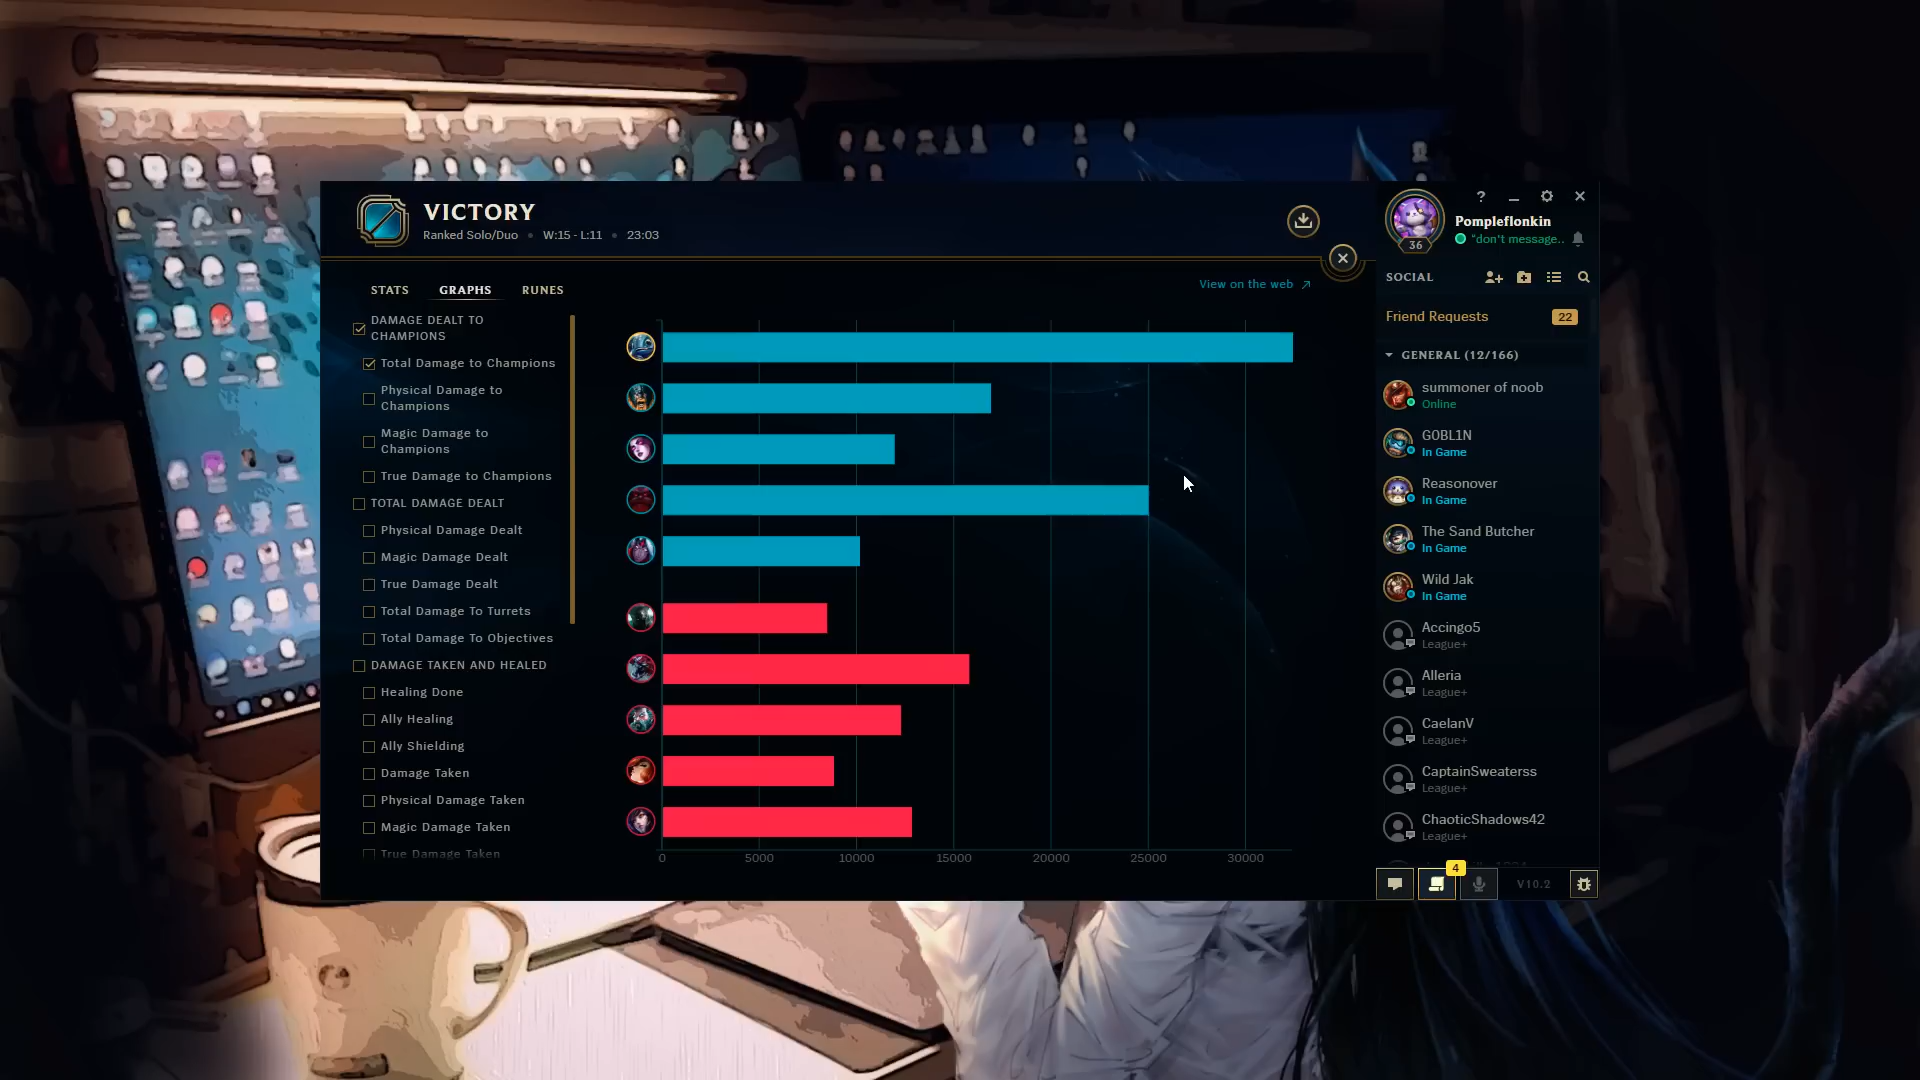 VICTORY
Ranked Solo/Duo • W:15 - L:11 • 23:03
STATS GRAPHS RUNES
View on the web
DAMAGE DEALT TO
CHAMPIONS
Total Damage to Champions
Physical Damage to
Champions
Magic Damage to
Champions
True Damage to Champions
TOTAL DAMAGE DEALT
Physical Damage Dealt
Magic Damage Dealt
True Damage Dealt
Total Damage To Turrets
Total Damage To Objectives
DAMAGE TAKEN AND HEALED
Healing Done
Ally Healing
Ally Shielding
Damage Taken
Physical Damage Taken
Magic Damage Taken
True Damage Taken
0 5000 10000 15000 20000 25000 30000
?
36
Pompleflonkin
"don't message..
SOCIAL
Friend Requests 22
GENERAL (12/166)
summoner of noob
Online
G0BL1N
In Game
Reasonover
In Game
The Sand Butcher
In Game
Wild Jak
In Game
Accingo5
League+
Alleria
League+
CaelanV
League+
CaptainSweaterss
League+
ChaoticShadows42
League+
4
V10.2